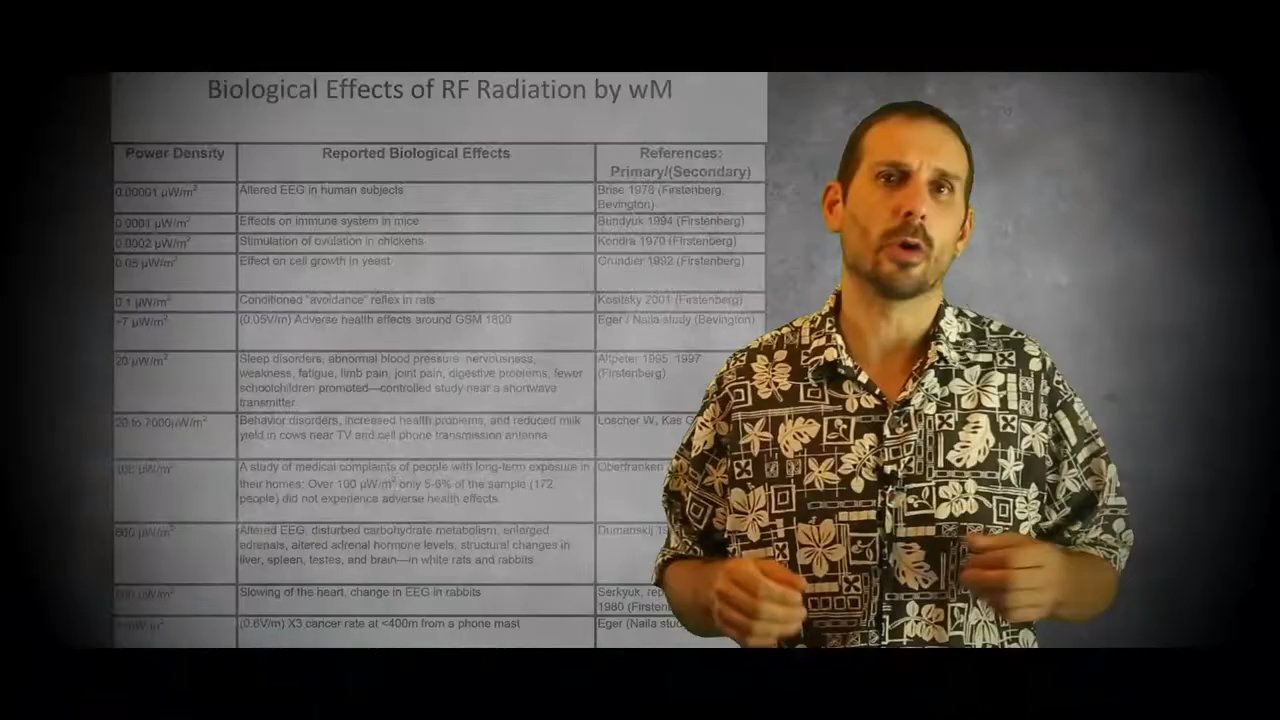 Biological Effects of RF Radiation by wM
Power Density
Reported Biological Effects
References:
Primary/(Secondary)
0.00001 µW/m²
Altered EEG in human subjects
Brise 1978 (Firstenberg,
Bevington)
0.0001 µW/m²
Effects on immune system in mice
Bundyuk 1994 (Firstenberg)
0.0002 µW/m²
Stimulation of ovulation in chickens
Kondra 1970 (Firstenberg)
0.05 µW/m²
Effect on cell growth in yeast
Grundler 1992 (Firstenberg)
0.1 µW/m²
Conditioned "avoidance" reflex in rats
Kositsky 2001 (Firstenberg)
~7 µW/m²
(0.05V/m) Adverse health effects around GSM 1800
Eger / Naila study (Bevington)
20 µW/m²
Sleep disorders, abnormal blood pressure, nervousness,
weakness, fatigue, limb pain, joint pain, digestive problems, fewer
schoolchildren promoted—controlled study near a shortwave
transmitter
Altpeter 1995, 1997
(Firstenberg)
20 to 7000µW/m²
Behavior disorders, increased health problems, and reduced milk
yield in cows near TV and cell phone transmission antenna
Loscher W, Kas
100 µW/m²
A study of medical complaints of people with long-term exposure in
their homes: Over 100 µW/m² only 5-6% of the sample (172
people) did not experience adverse health effects.
Oberfranken
600 µW/m²
Altered EEG, disturbed carbohydrate metabolism, enlarged
adrenals, altered adrenal hormone levels, structural changes in
liver, spleen, testes, and brain—in white rats and rabbits
Dumanskij
µW/m²
Slowing of the heart, change in EEG in rabbits
Serkyuk, rep
1980 (Firsten
(0.6V/m) X3 cancer rate at <400m from a phone mast
Eger (Naila stud